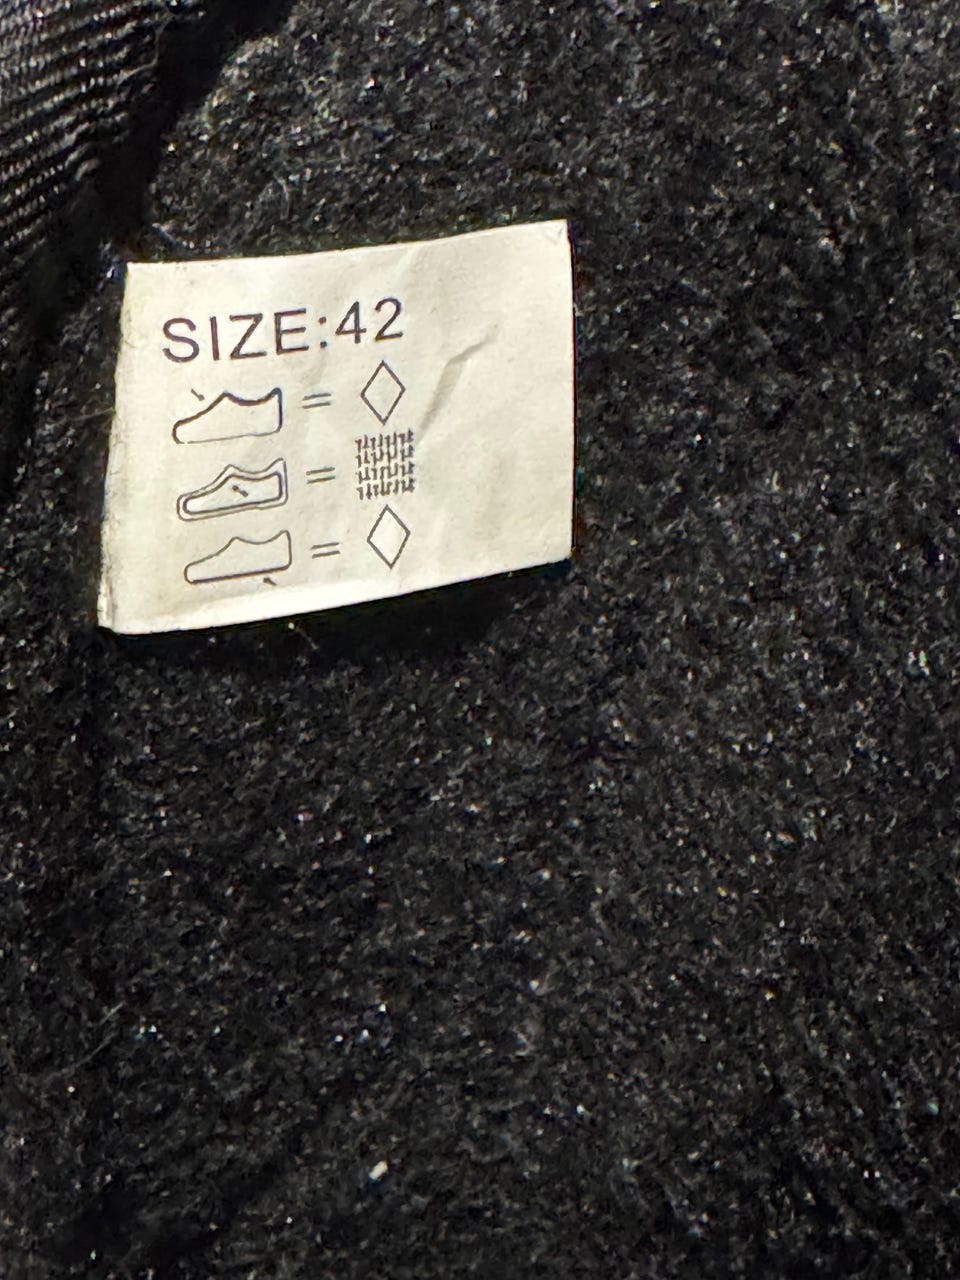 SIZE:42
=
=
=